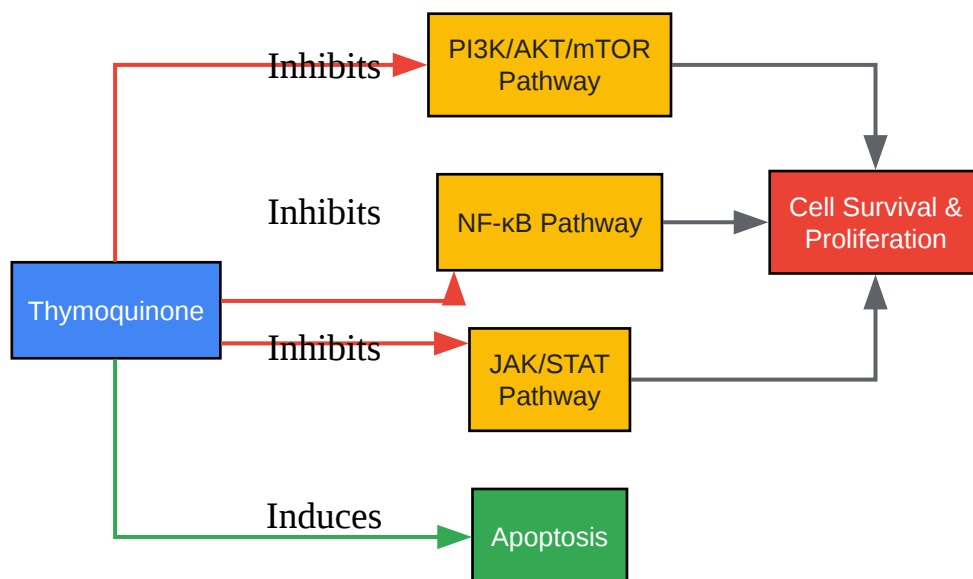 Inhibits
PI3K/AKT/mTOR
Pathway
Inhibits
NF-κB Pathway
Cell Survival &
Proliferation
Thymoquinone
Inhibits
JAK/STAT
Pathway
Induces
Apoptosis